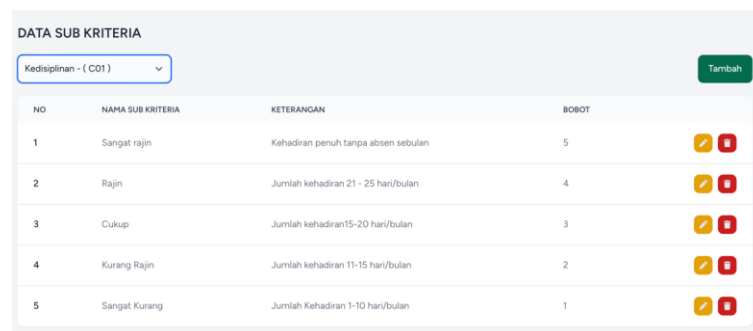 DATA SUB KRITERIA
Kedisiplinan - ( C01 )
Tambah
NO NAMA SUB KRITERIA KETERANGAN BOBOT
1 Sangat rajin Kehadiran penuh tanpa absen sebulan 5
2 Rajin Jumlah kehadiran 21 - 25 hari/bulan 4
3 Cukup Jumlah kehadiran15-20 hari/bulan 3
4 Kurang Rajin Jumlah kehadiran 11-15 hari/bulan 2
5 Sangat Kurang Jumlah Kehadiran 1-10 hari/bulan 1